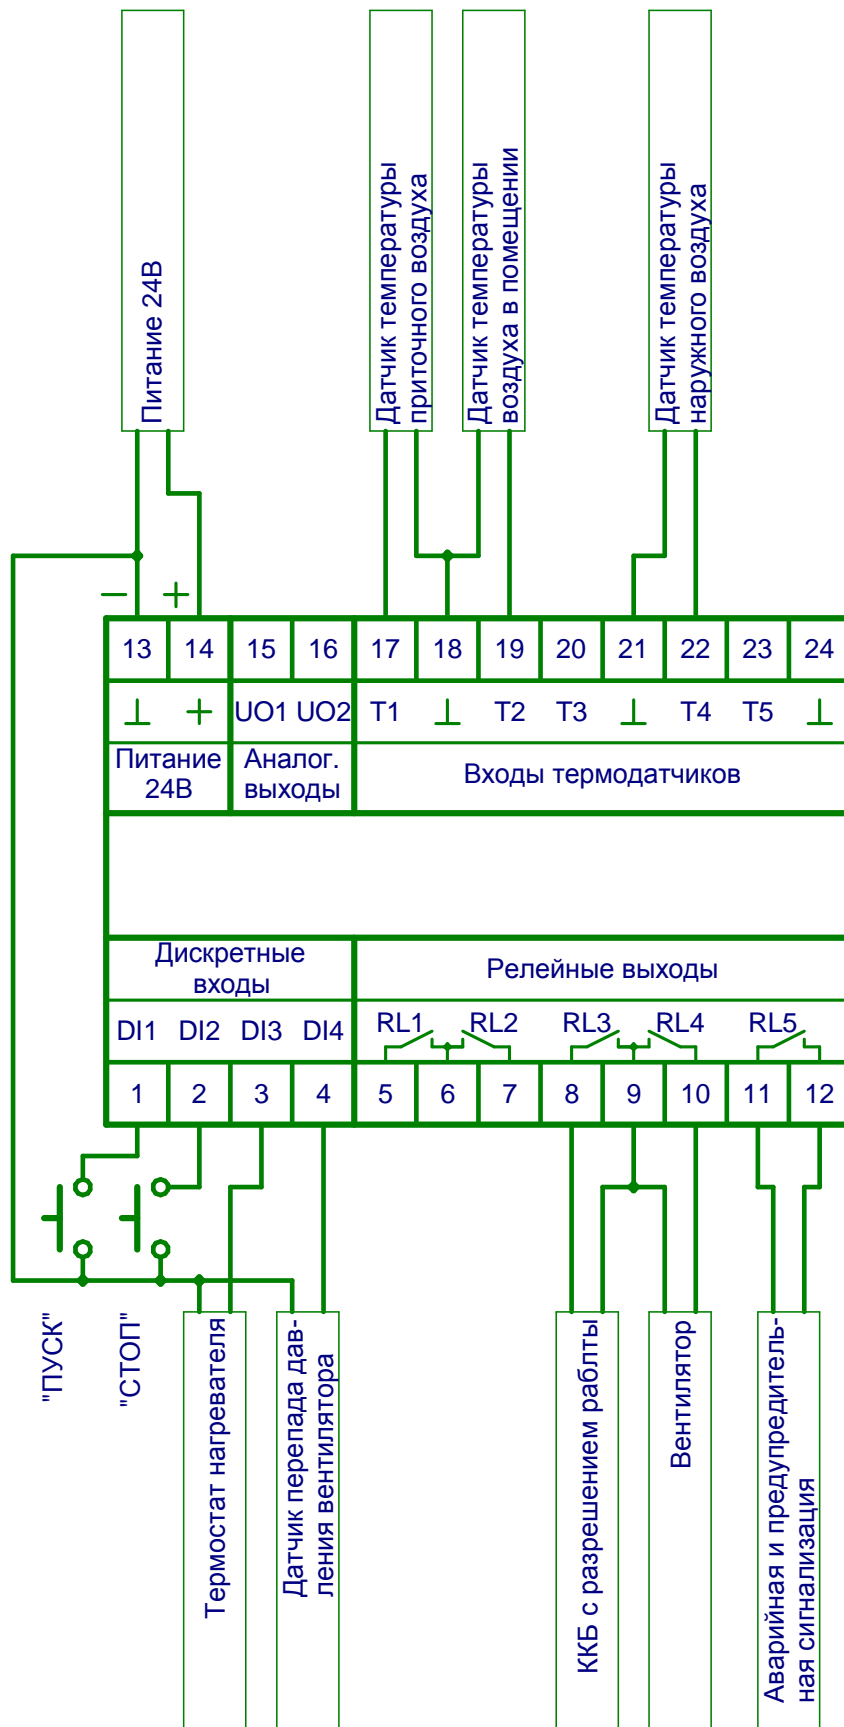 Питание 24В
Датчик температуры
приточного воздуха
Датчик температуры
воздуха в помещении
Датчик температуры
наружного воздуха
— +
13 14 15 16 17 18 19 20 21 22 23 24
⊥ + UO1 UO2 T1 ⊥ T2 T3 ⊥ T4 T5 ⊥
Питание
24В
Аналог.
выходы
Входы термодатчиков
Дискретные
входы
Релейные выходы
DI1 DI2 DI3 DI4 RL1 RL2 RL3 RL4 RL5
1 2 3 4 5 6 7 8 9 10 11 12
"ПУСК"
"СТОП"
Термостат нагревателя
Датчик перепада дав-
ления вентилятора
ККБ с разрешением раблты
Вентилятор
Аварийная и предупредитель-
ная сигнализация